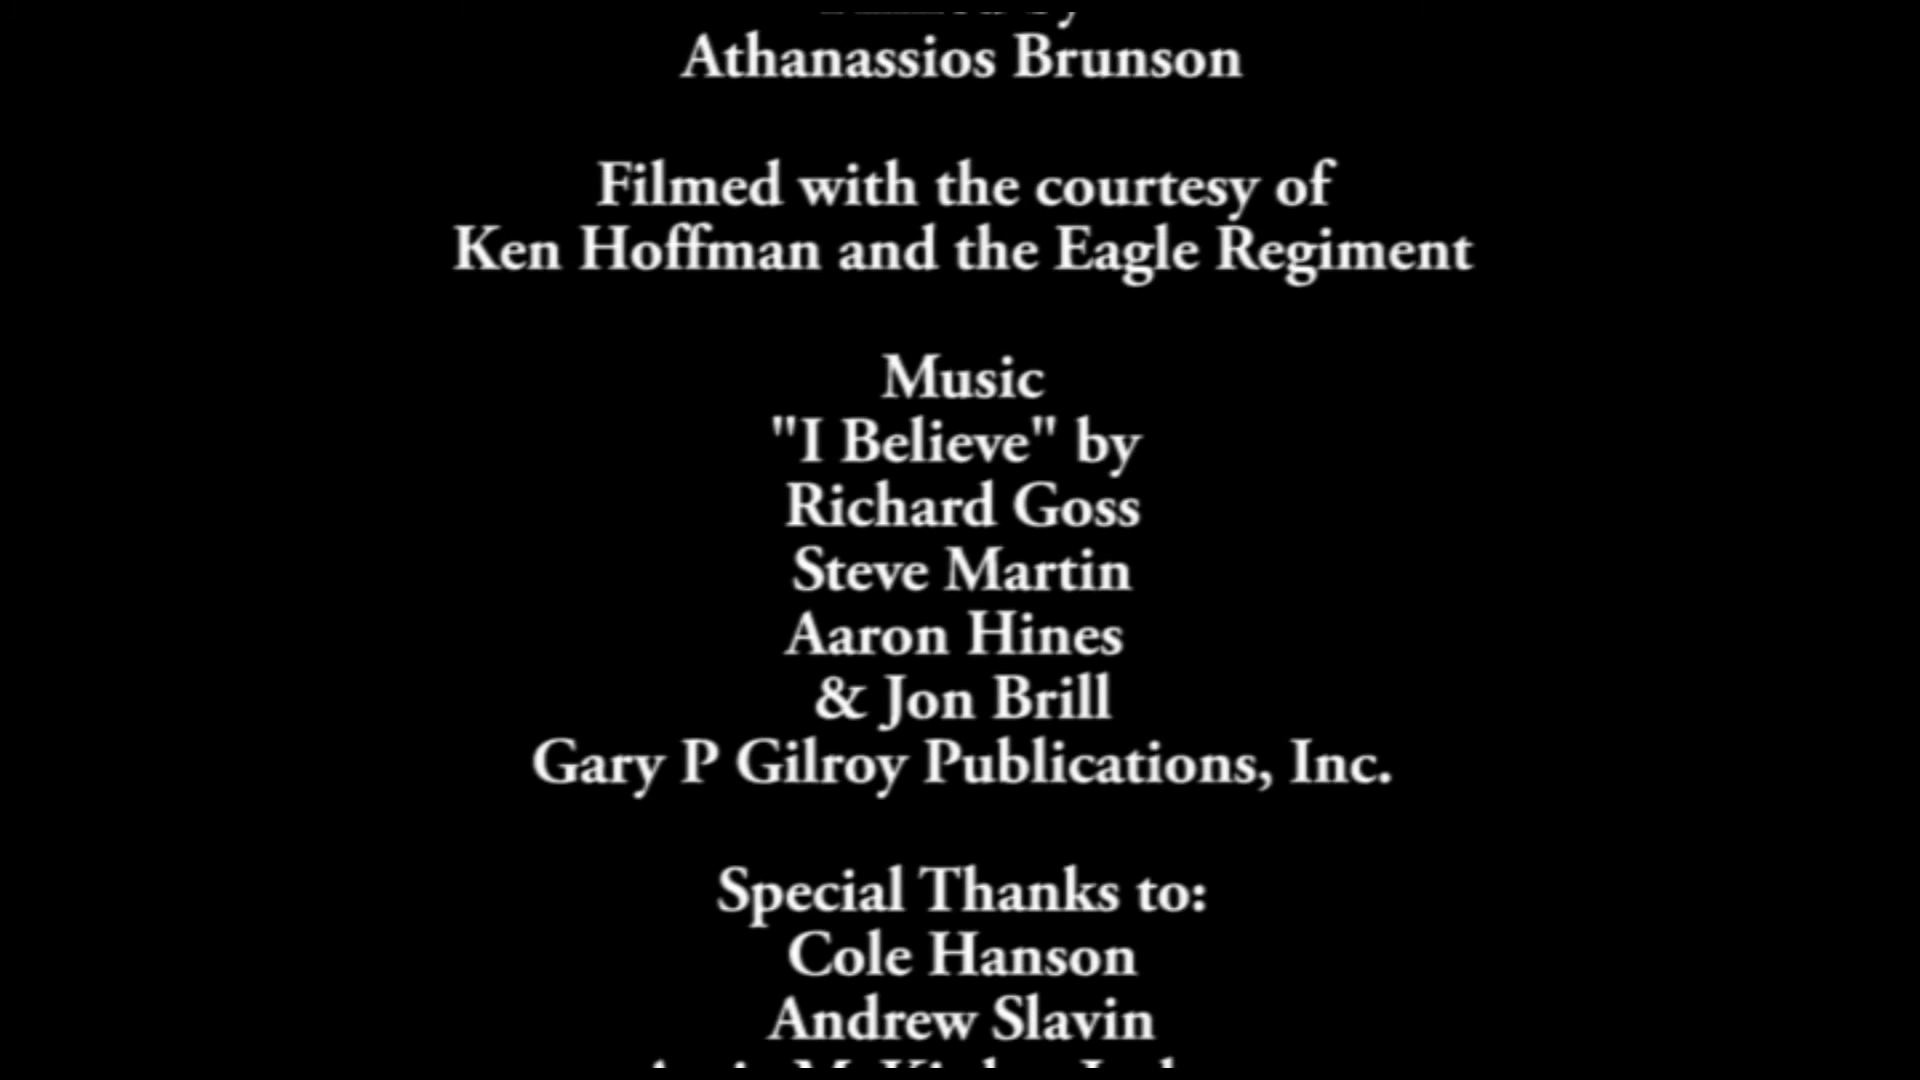 Athanassios Brunson
Filmed with the courtesy of
Ken Hoffman and the Eagle Regiment
Music
"I Believe" by
Richard Goss
Steve Martin
Aaron Hines
& Jon Brill
Gary P Gilroy Publications, Inc.
Special Thanks to:
Cole Hanson
Andrew Slavin